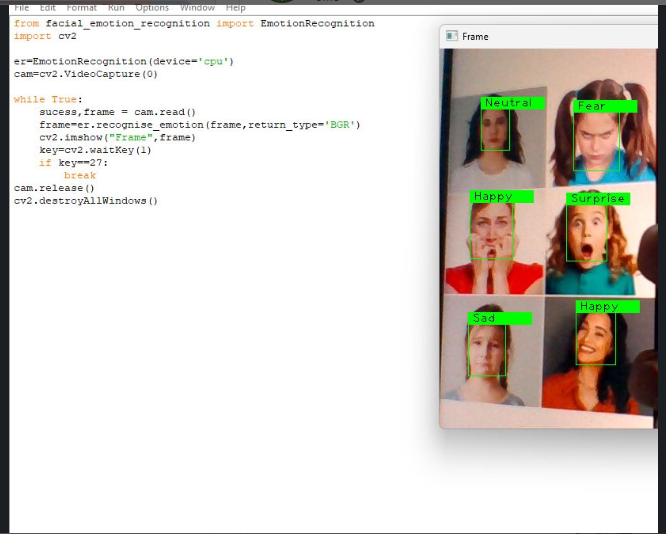 File Edit Format Run Options Window Help
from facial_emotion_recognition import EmotionRecognition
import cv2
er=EmotionRecognition(device='cpu')
cam=cv2.VideoCapture(0)
while True:
sucess,frame = cam.read()
frame=er.recognise_emotion(frame,return_type='BGR')
cv2.imshow("Frame",frame)
key=cv2.waitKey(1)
if key==27:
break
cam.release()
cv2.destroyAllWindows()
Frame
Neutral
Fear
Happy
Surprise
Sad
Happy